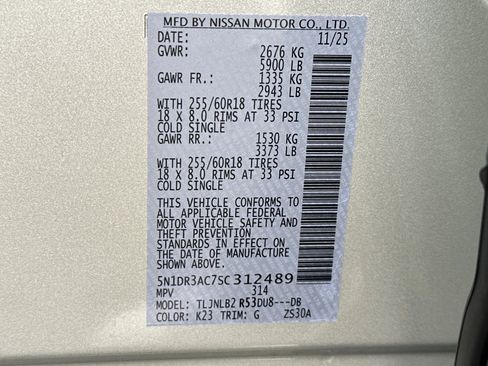 MFD BY NISSAN MOTOR CO., LTD.
DATE: 11/25
GVWR: 2676 KG
5900 LB
GAWR FR.: 1335 KG
2943 LB
WITH 255/60R18 TIRES
18 X 8.0 RIMS AT 33 PSI
COLD SINGLE
GAWR RR.: 1530 KG
3373 LB
WITH 255/60R18 TIRES
18 X 8.0 RIMS AT 33 PSI
COLD SINGLE
THIS VEHICLE CONFORMS TO
ALL APPLICABLE FEDERAL
MOTOR VEHICLE SAFETY AND
THEFT PREVENTION
STANDARDS IN EFFECT ON
THE DATE OF MANUFACTURE
SHOWN ABOVE.
5N1DR3AC7SC312489
MPV 314
MODEL: TLJNLB2 R53DU8---DB
COLOR: K23 TRIM: G ZS30A